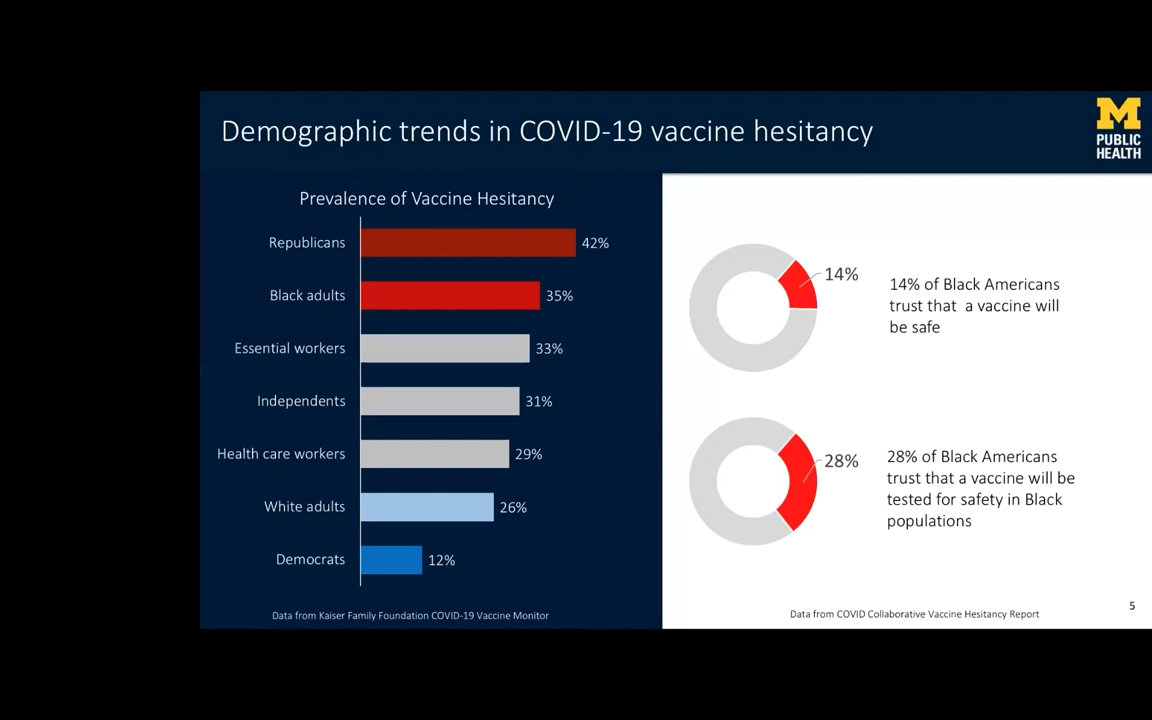 Demographic trends in COVID-19 vaccine hesitancy
M
PUBLIC
HEALTH
Prevalence of Vaccine Hesitancy
Republicans 42%
Black adults 35%
Essential workers 33%
Independents 31%
Health care workers 29%
White adults 26%
Democrats 12%
Data from Kaiser Family Foundation COVID-19 Vaccine Monitor
14%
14% of Black Americans
trust that a vaccine will
be safe
28%
28% of Black Americans
trust that a vaccine will be
tested for safety in Black
populations
Data from COVID Collaborative Vaccine Hesitancy Report
5